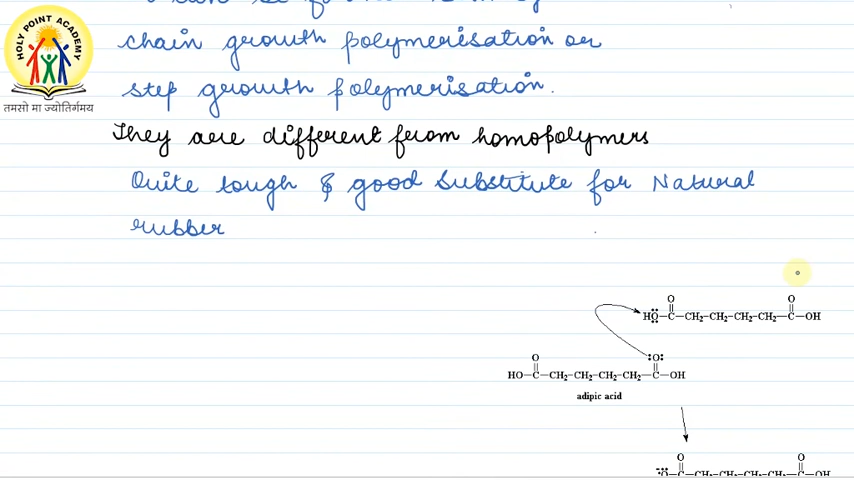 HOLY POINT ACADEMY
तमसो मा ज्योतिर्गमय
chain growth polymerisation or
step growth polymerisation.
They are different from homopolymers
Quite tough & good substitute for Natural
rubber
O O
HO-C-CH2-CH2-CH2-CH2-C-OH
O :O:
HO-C-CH2-CH2-CH2-CH2-C-OH
adipic acid
O O